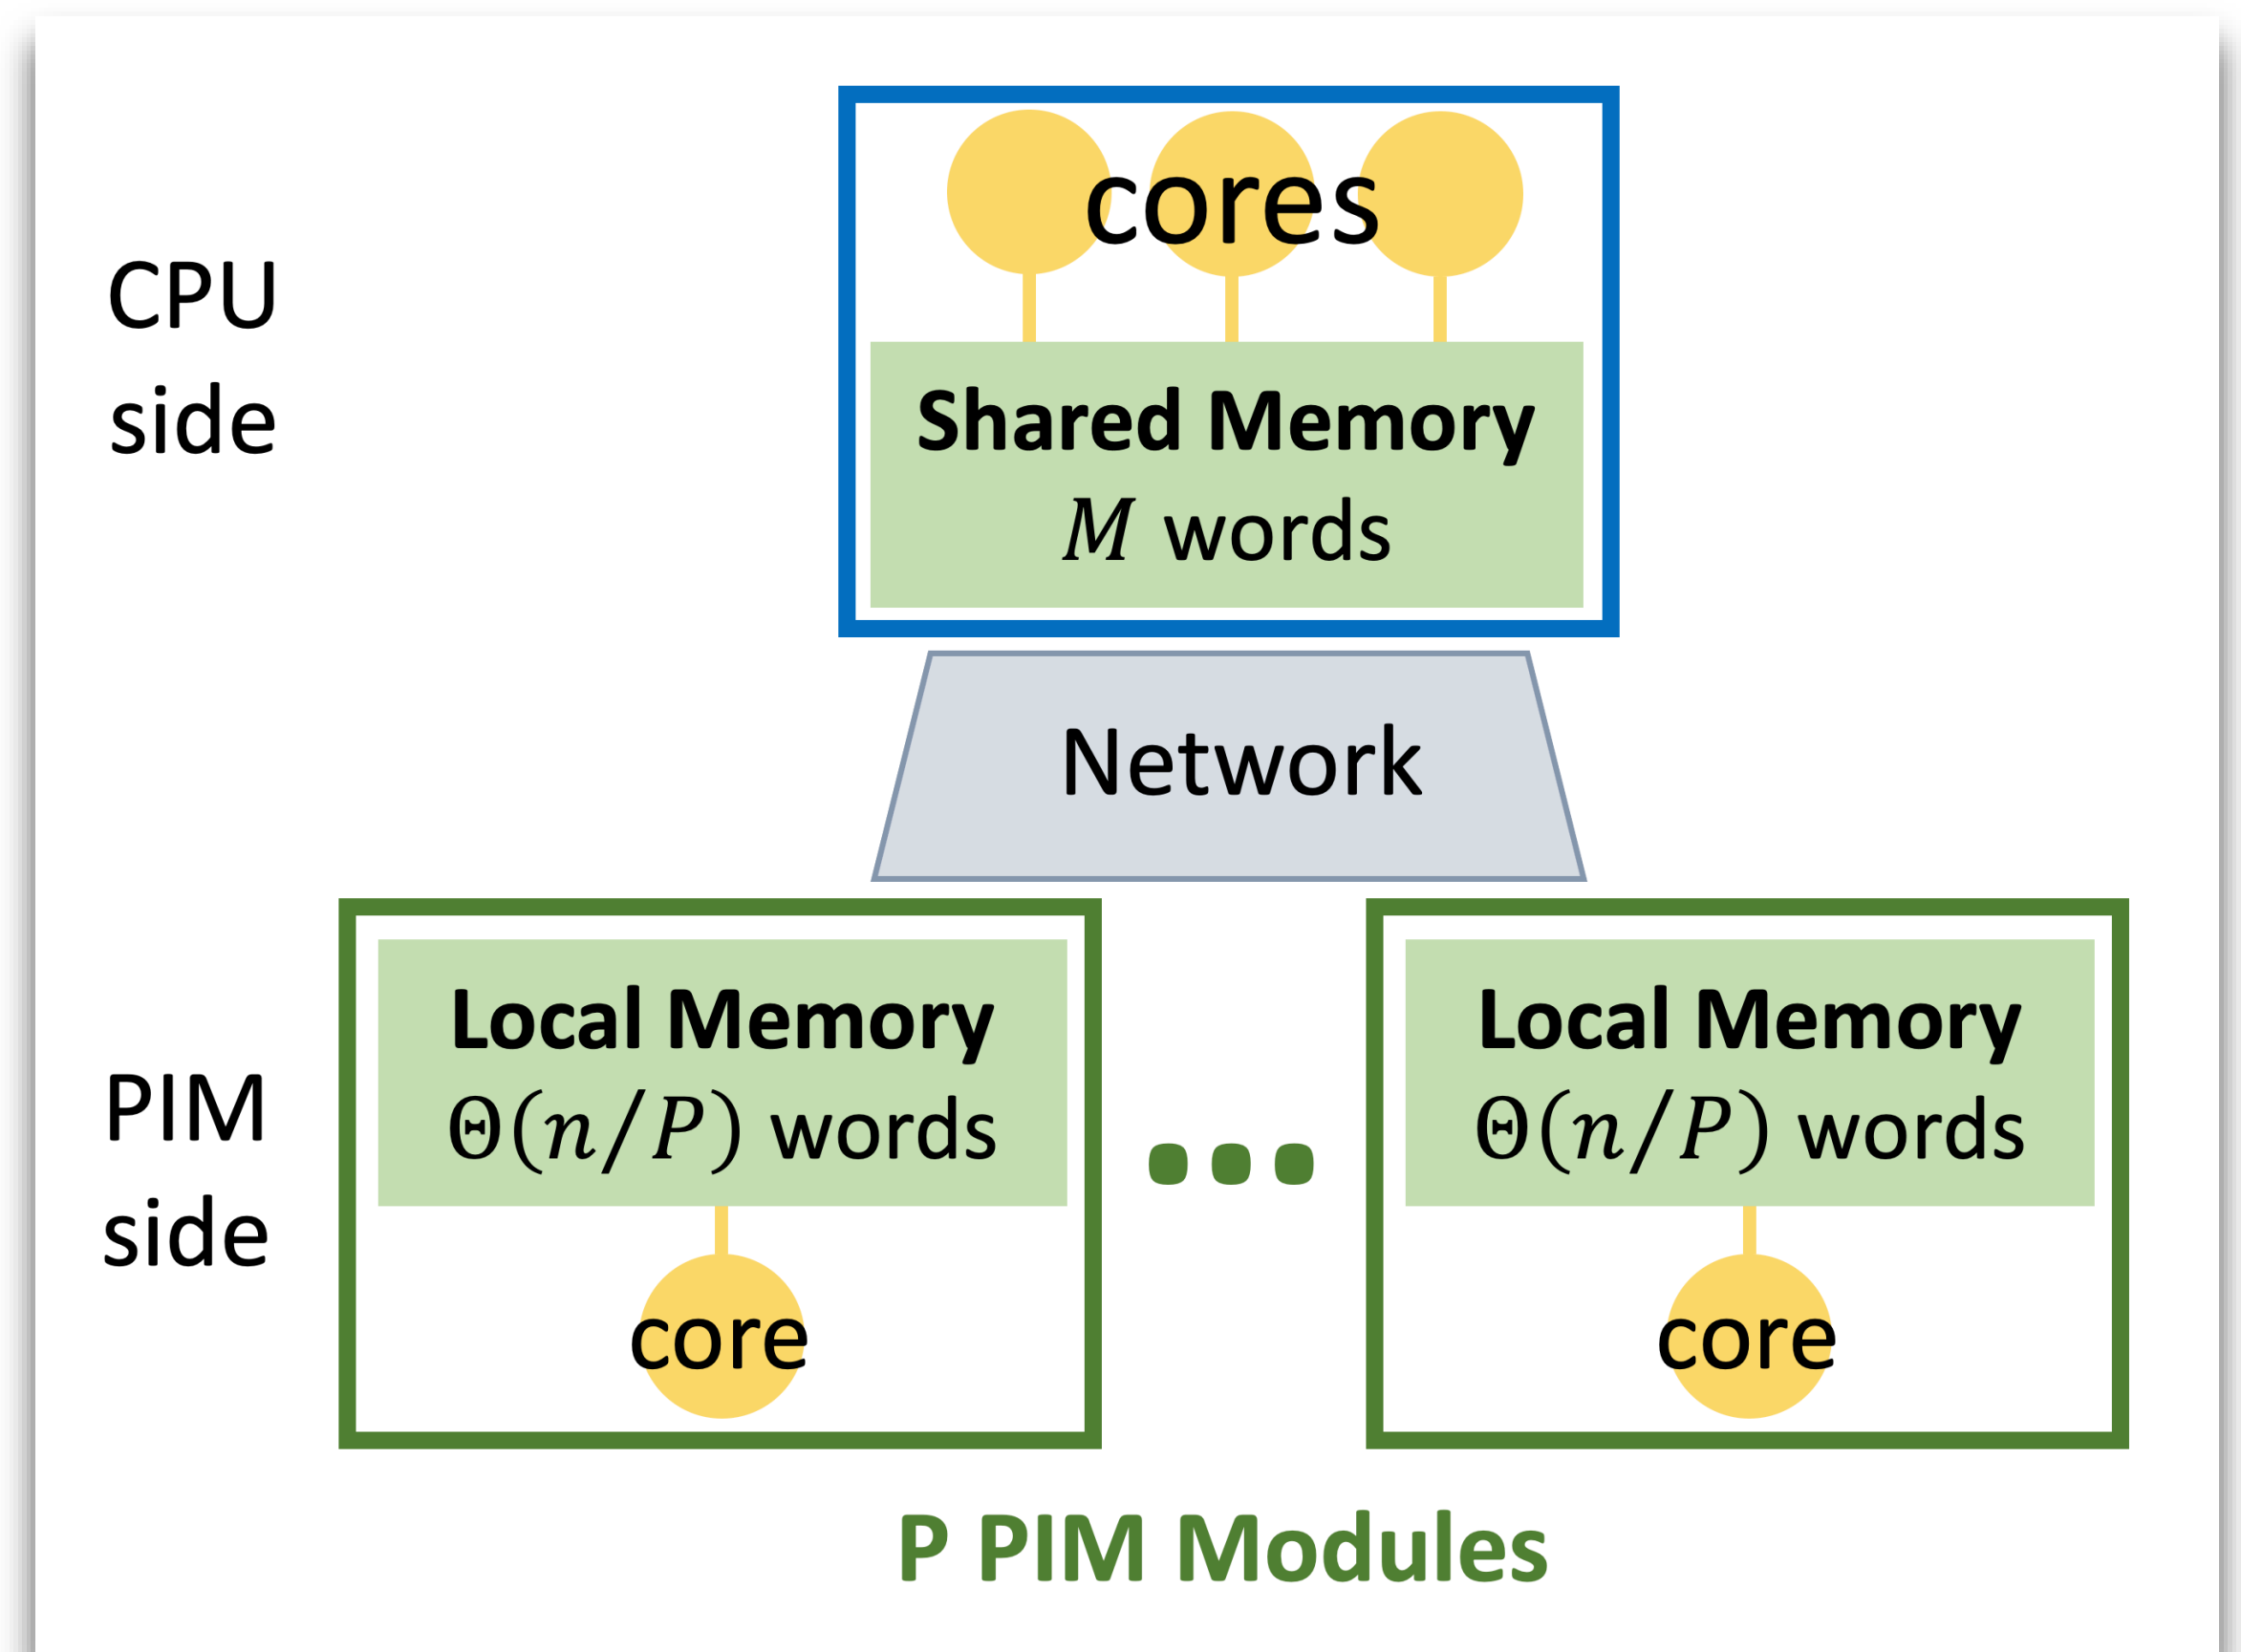 cores
CPU
side
Shared Memory
M words
Network
Local Memory
Θ(n/P) words
core
...
Local Memory
Θ(n/P) words
core
PIM
side
P PIM Modules